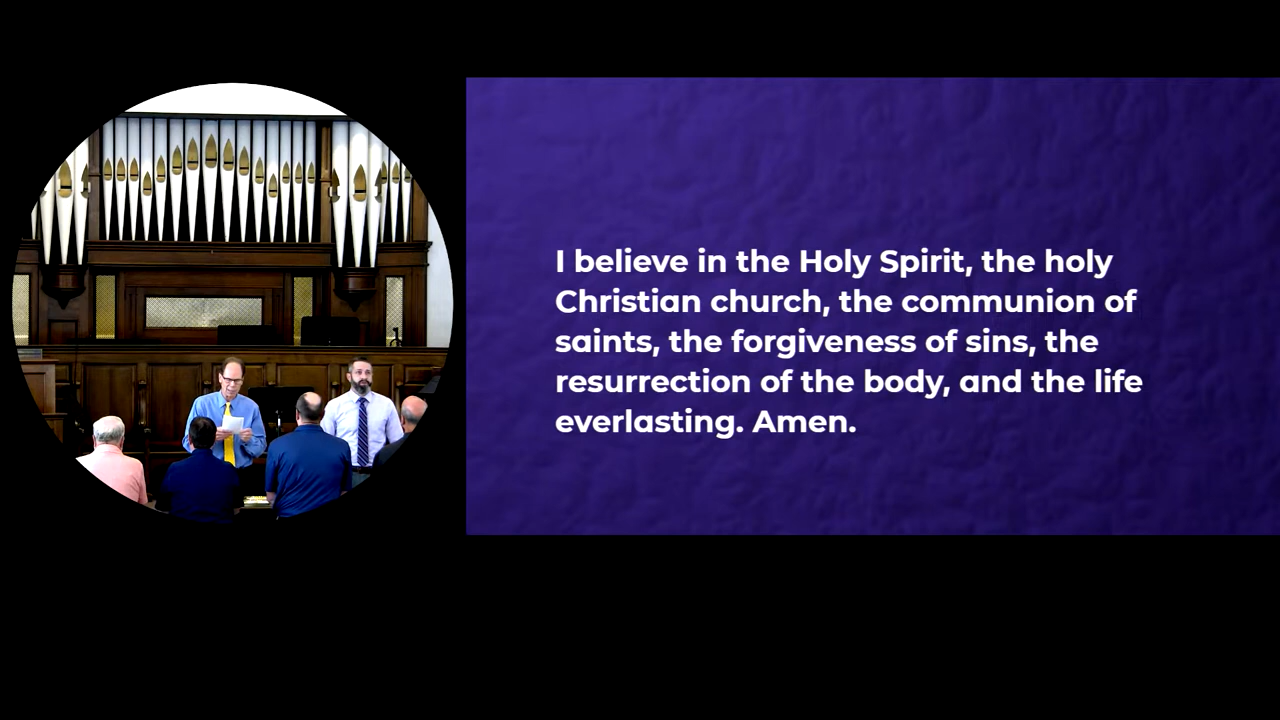 I believe in the Holy Spirit, the holy
Christian church, the communion of
saints, the forgiveness of sins, the
resurrection of the body, and the life
everlasting. Amen.